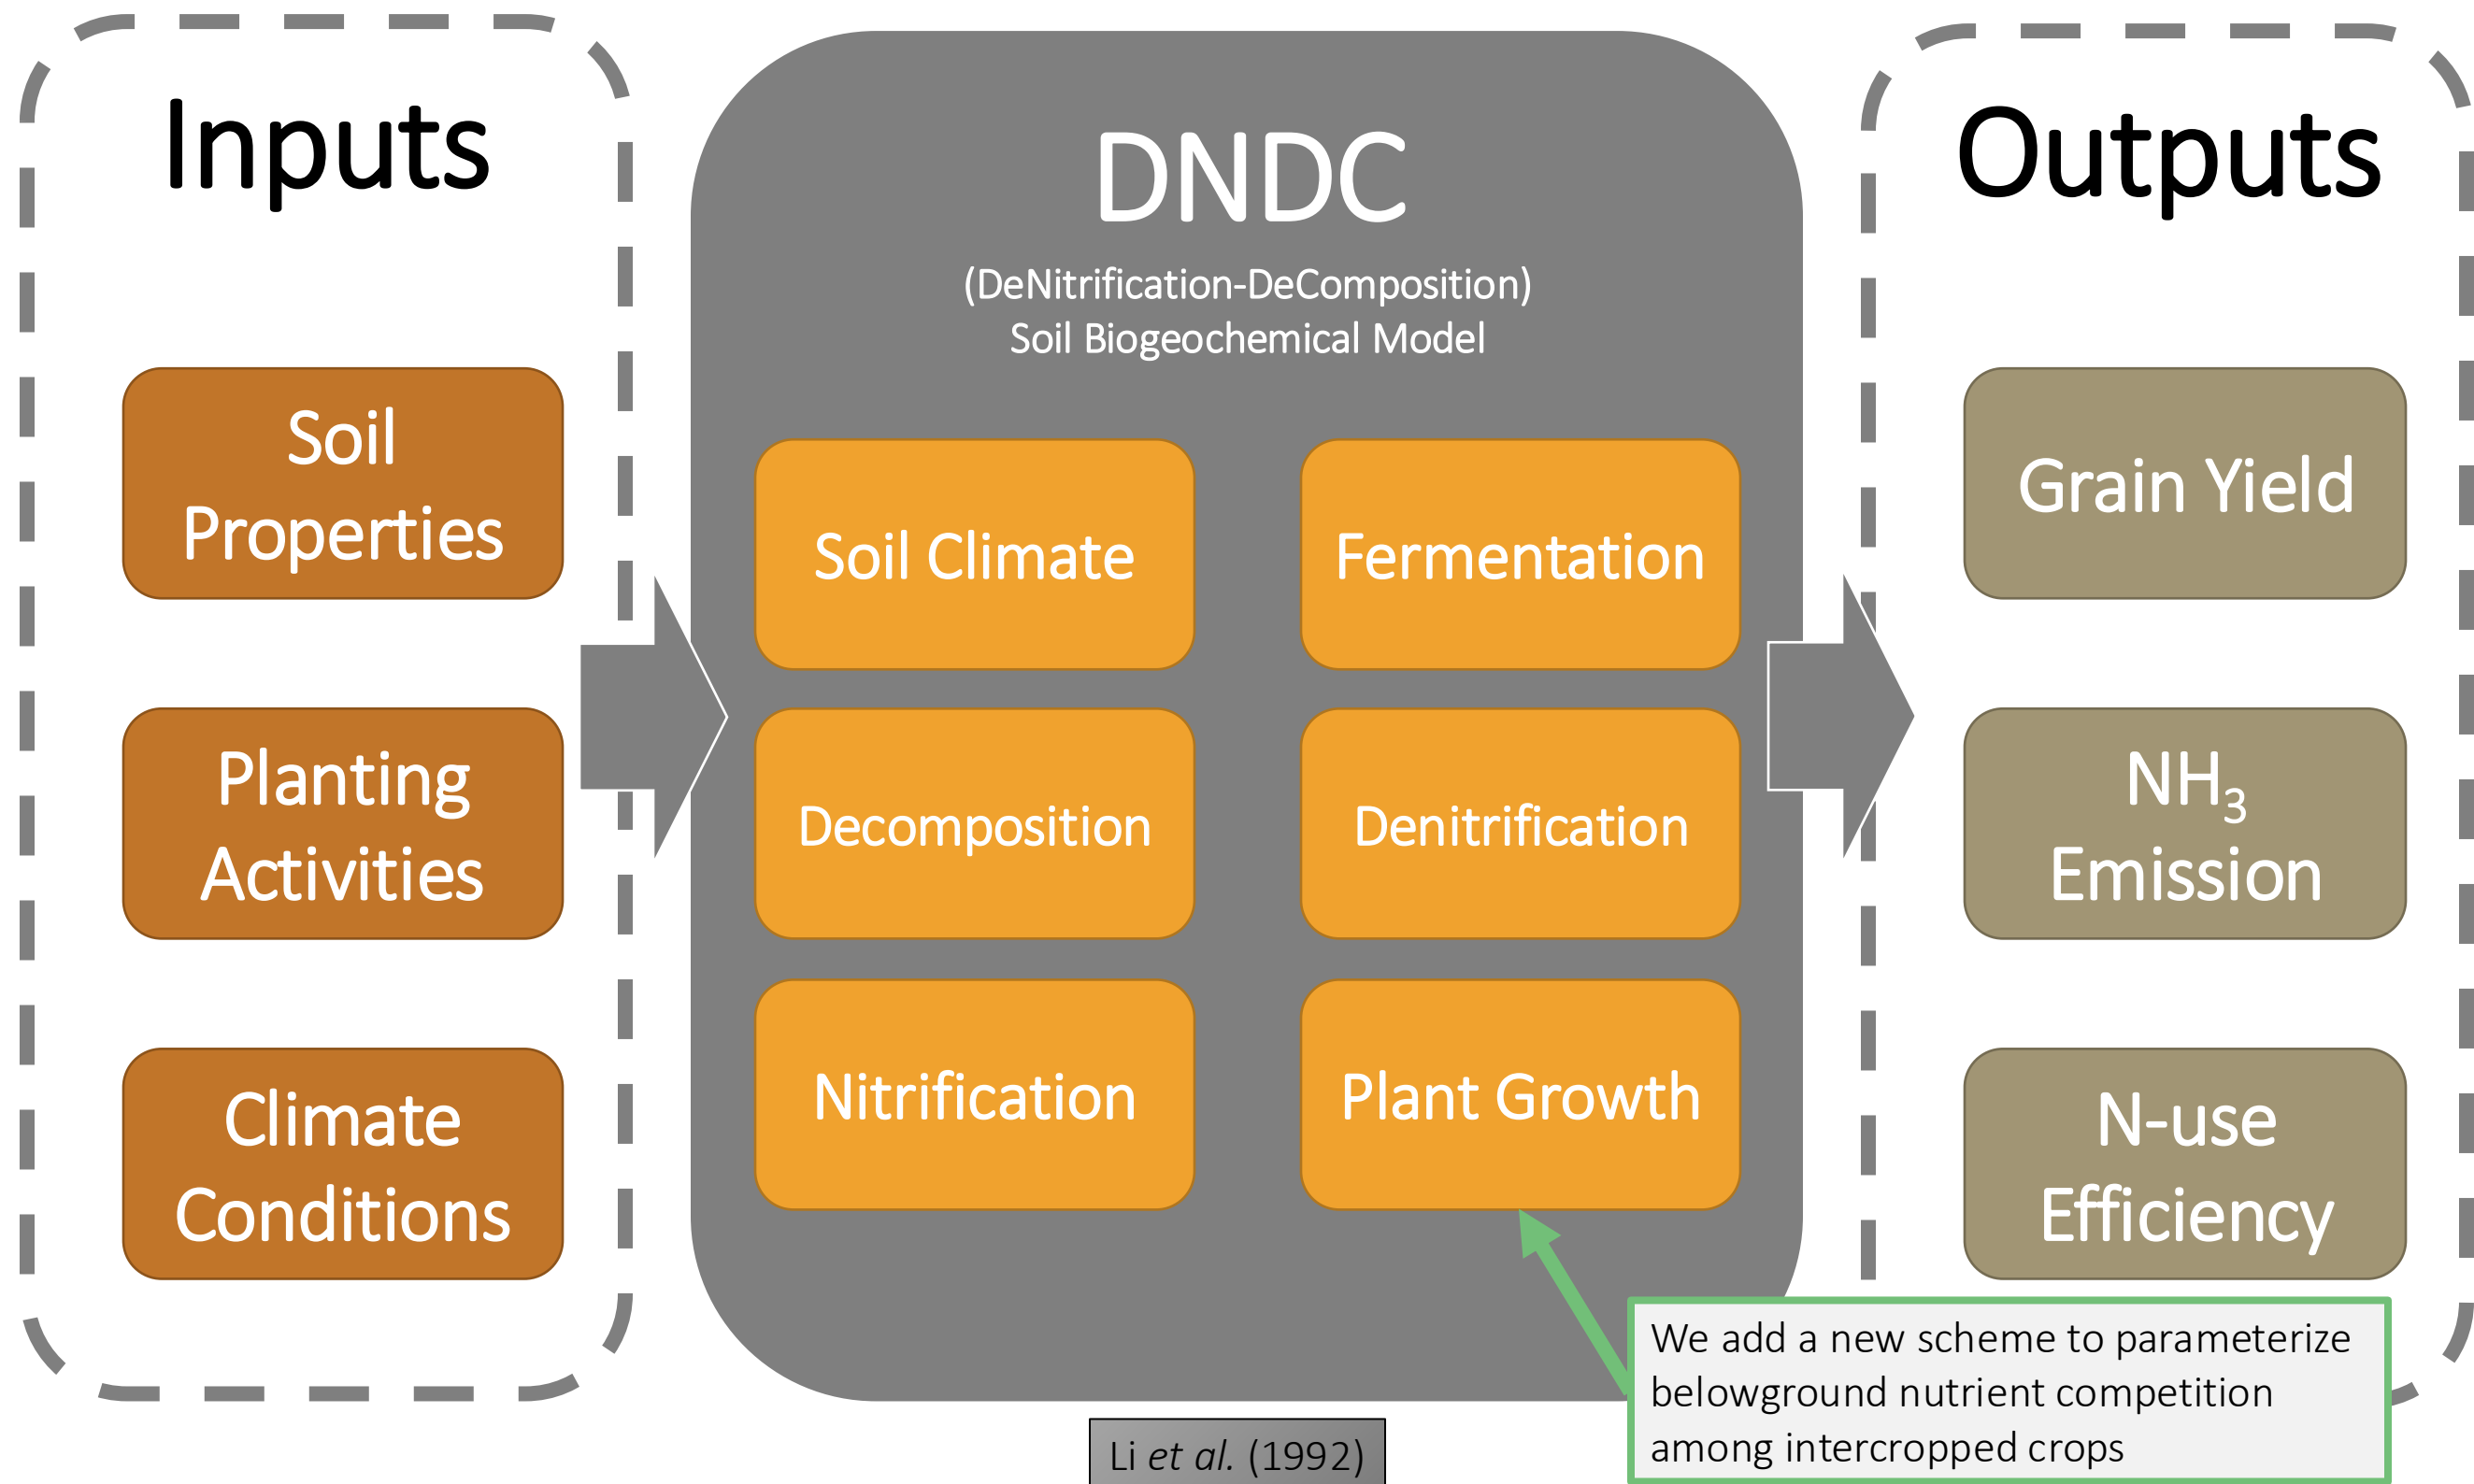 Inputs
Soil
Properties
Planting
Activities
Climate
Conditions
DNDC
(DeNitrification-DeComposition)
Soil Biogeochemical Model
Soil Climate
Fermentation
Decomposition
Denitrification
Nitrification
Plant Growth
Outputs
Grain Yield
NH₃
Emission
N-use
Efficiency
We add a new scheme to parameterize
belowground nutrient competition
among intercropped crops
Li et al. (1992)